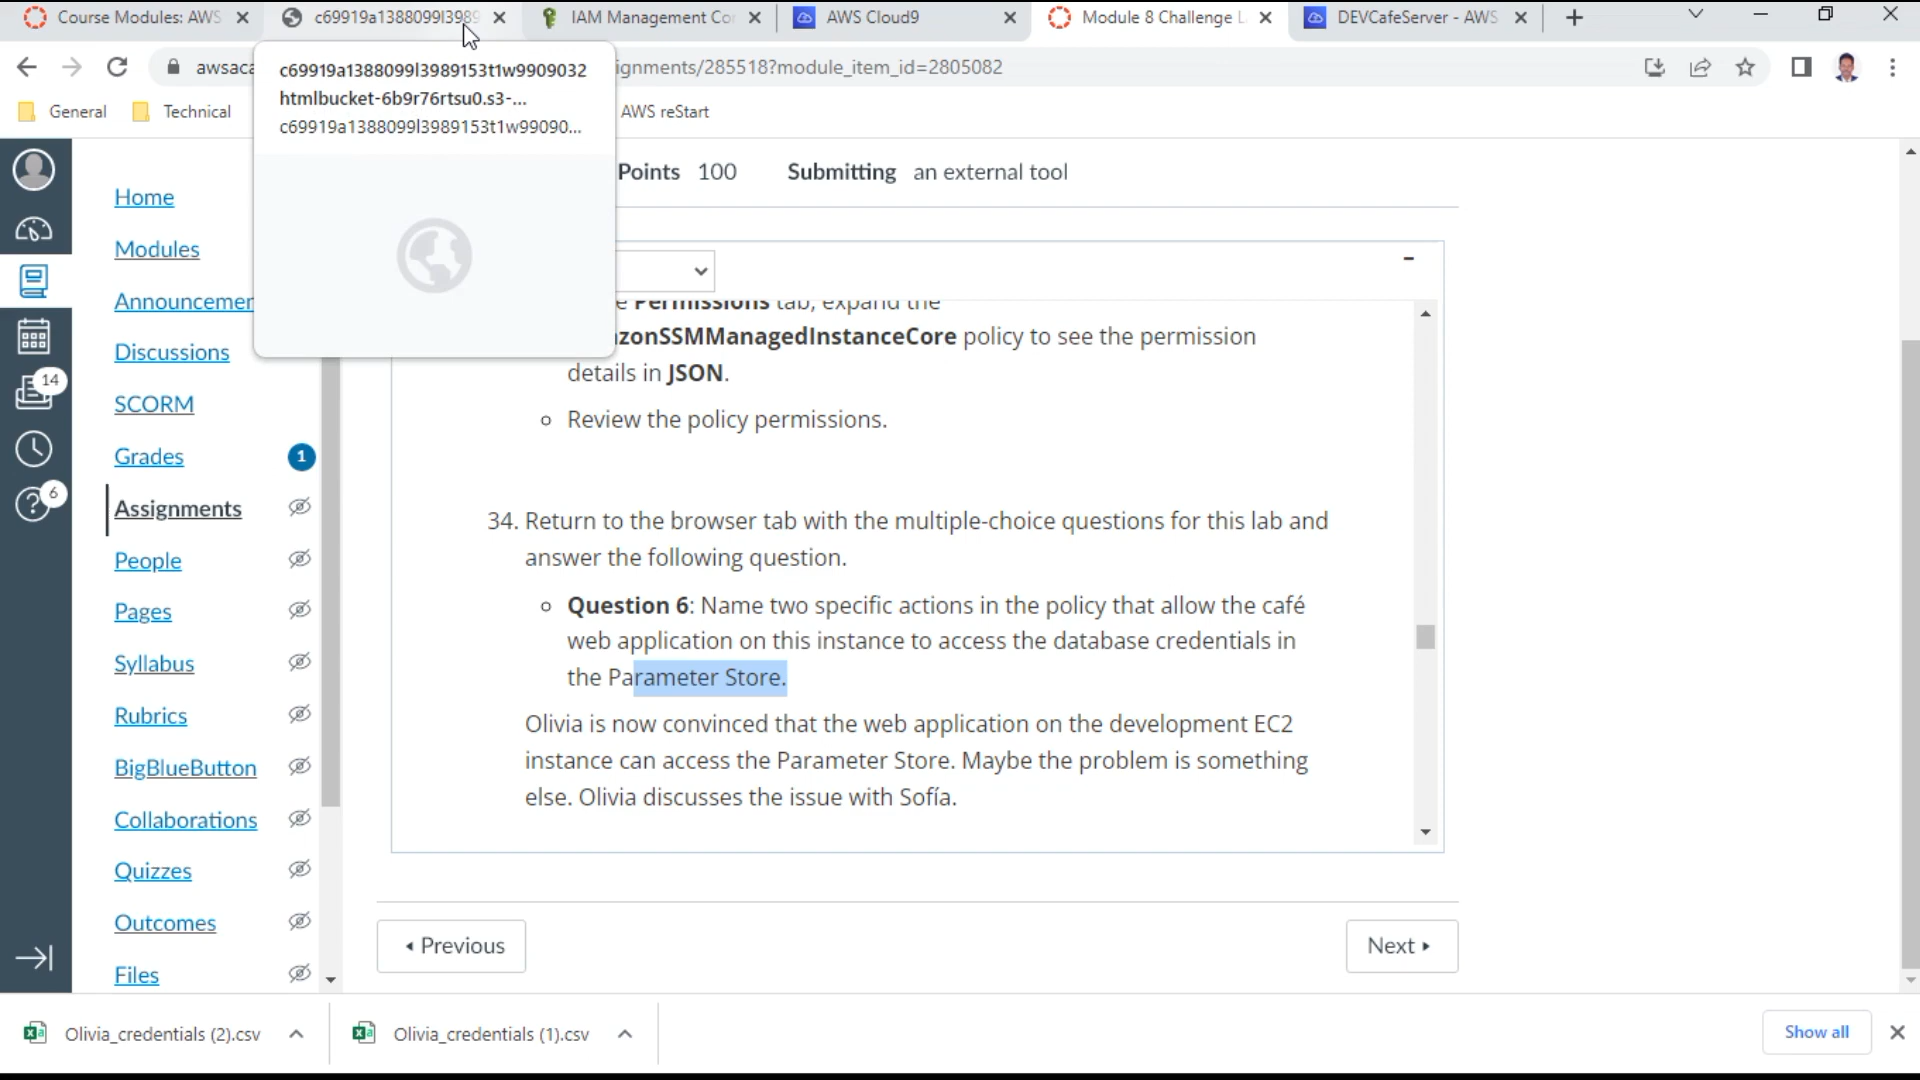 Course Modules: AWS
c69919a1388099l3989
IAM Management Co
AWS Cloud9
Module 8 Challenge L
DEVCafeServer - AWS
awsaca
ignments/285518?module_item_id=2805082
General
Technical
AWS reStart
c69919a1388099l3989153t1w9909032
htmlbucket-6b9r76rtsu0.s3-...
c69919a1388099l3989153t1w99090...
Points 100 Submitting an external tool
Home
Modules
Announcemen
Discussions
SCORM
Grades
1
Assignments
People
Pages
Syllabus
Rubrics
BigBlueButton
Collaborations
Quizzes
Outcomes
Files
14
6
e Permissions tab, expand the
zonSSMManagedInstanceCore policy to see the permission
details in JSON.
Review the policy permissions.
34. Return to the browser tab with the multiple-choice questions for this lab and
answer the following question.
Question 6: Name two specific actions in the policy that allow the café
web application on this instance to access the database credentials in
the Parameter Store.
Olivia is now convinced that the web application on the development EC2
instance can access the Parameter Store. Maybe the problem is something
else. Olivia discusses the issue with Sofía.
Previous
Next
Olivia_credentials (2).csv
Olivia_credentials (1).csv
Show all